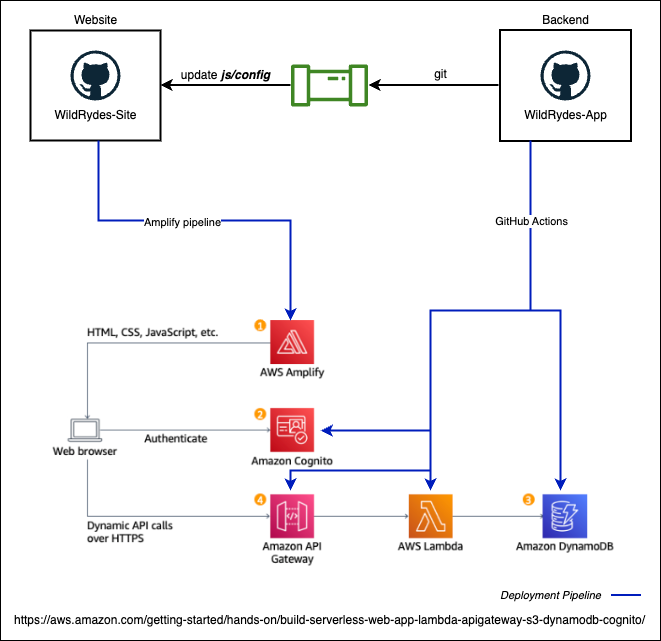 Website
Backend
WildRydes-Site
update js/config
git
WildRydes-App
Amplify pipeline
GitHub Actions
1
HTML, CSS, JavaScript, etc.
AWS Amplify
2
Web browser
Authenticate
Amazon Cognito
4
3
Dynamic API calls
over HTTPS
Amazon API
Gateway
AWS Lambda
Amazon DynamoDB
Deployment Pipeline
https://aws.amazon.com/getting-started/hands-on/build-serverless-web-app-lambda-apigateway-s3-dynamodb-cognito/